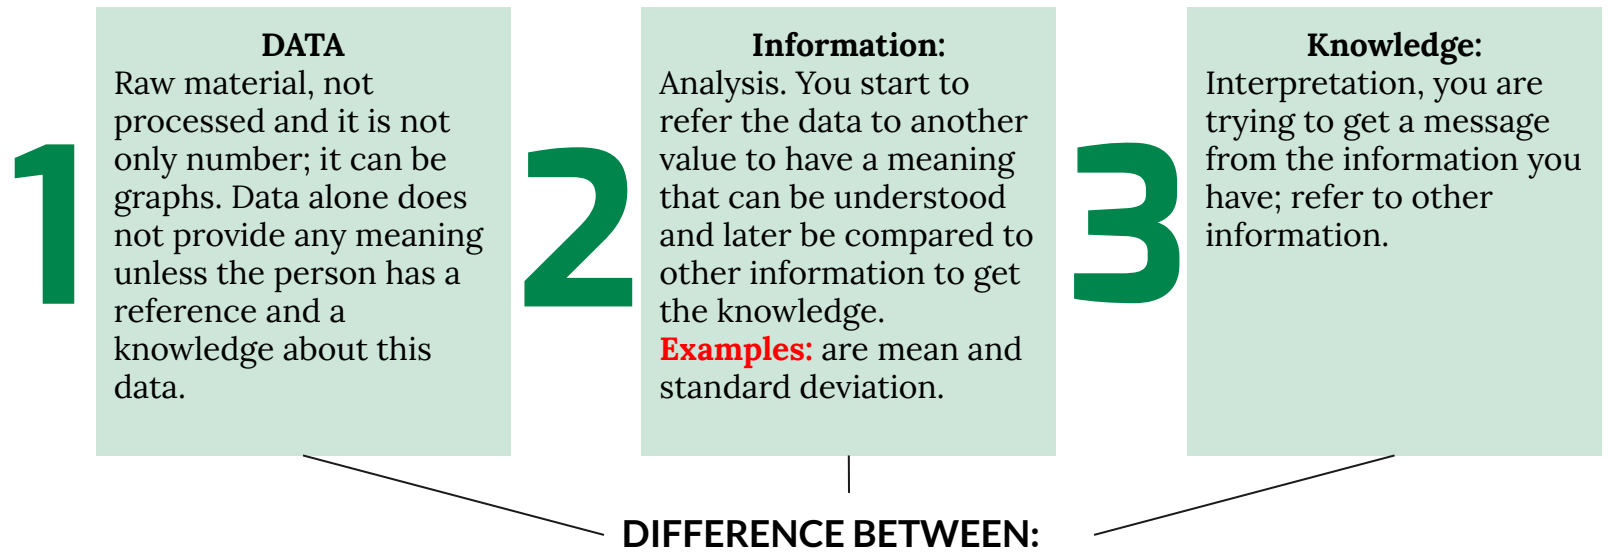 1
DATA
Raw material, not
processed and it is not
only number; it can be
graphs. Data alone does
not provide any meaning
unless the person has a
reference and a
knowledge about this
data.
2
Information:
Analysis. You start to
refer the data to another
value to have a meaning
that can be understood
and later be compared to
other information to get
the knowledge.
Examples: are mean and
standard deviation.
3
Knowledge:
Interpretation, you are
trying to get a message
from the information you
have; refer to other
information.
DIFFERENCE BETWEEN: